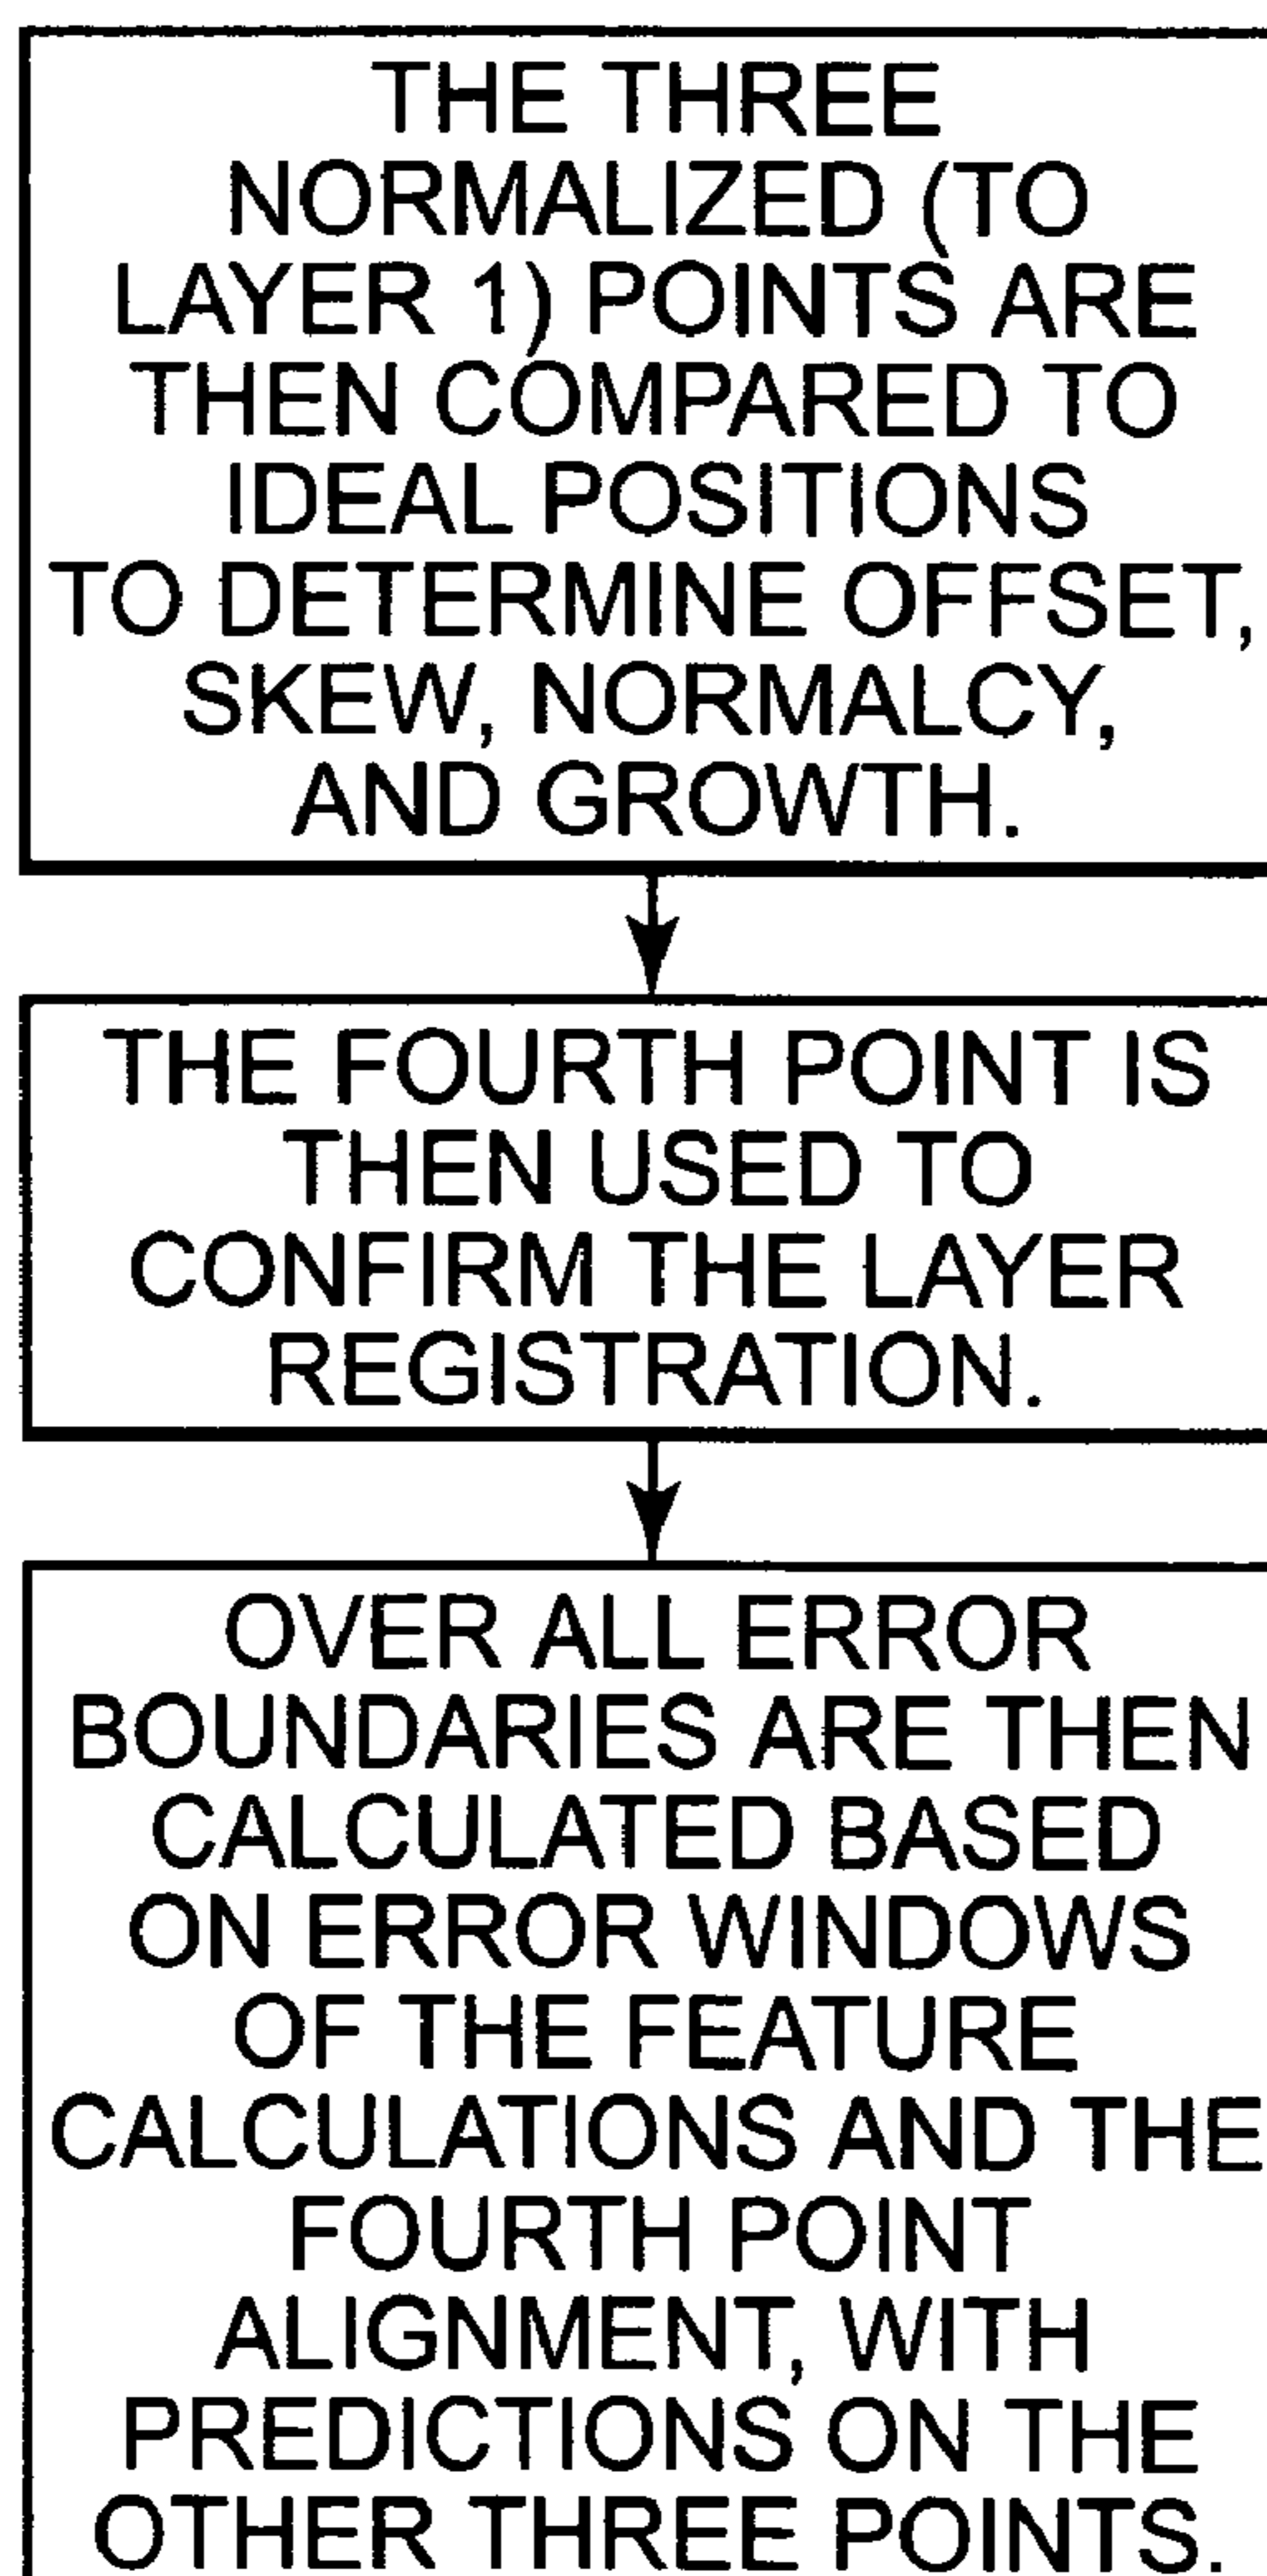 THE THREE
NORMALIZED (TO
LAYER 1) POINTS ARE
THEN COMPARED TO
IDEAL POSITIONS
TO DETERMINE OFFSET,
SKEW, NORMALCY,
AND GROWTH.
THE FOURTH POINT IS
THEN USED TO
CONFIRM THE LAYER
REGISTRATION.
OVER ALL ERROR
BOUNDARIES ARE THEN
CALCULATED BASED
ON ERROR WINDOWS
OF THE FEATURE
CALCULATIONS AND THE
FOURTH POINT
ALIGNMENT, WITH
PREDICTIONS ON THE
OTHER THREE POINTS.